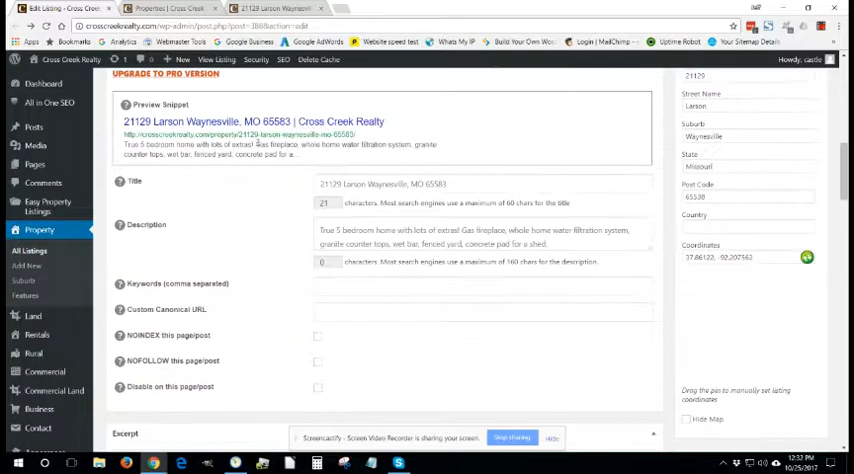 Edit Listing - Cross Cree
Properties | Cross Creek
21129 Larson Waynesville
crosscreekrealty.com/wp-admin/post.php?post=3881&action=edit
Apps
Bookmarks
Google Analytics
Webmaster Tools
Google Business
Google AdWords
Website speed test
Whats My IP
Build Your Own
Login | MailChimp
Uptime Robot
Your Sitemap Details
Cross Creek Realty
1
0
New
View Listing
Security
SEO
Delete Cache
Howdy, castle
Dashboard
All in One SEO
Posts
Media
Pages
Comments
Easy Property
Listings
Property
All Listings
Add New
Suburb
Features
Land
Rentals
Rural
Commercial
Commercial Land
Business
Contact
Appearance
UPGRADE TO PRO VERSION
Preview Snippet
21129 Larson Waynesville, MO 65583 | Cross Creek Realty
http://crosscreekrealty.com/property/21129-larson-waynesville-mo-65583/
True 5 bedroom home with lots of extras! Gas fireplace, whole home water filtration system, granite
counter tops, wet bar, fenced yard, concrete pad for a...
Title
21129 Larson Waynesville, MO 65583
21 characters. Most search engines use a maximum of 60 chars for the title
Description
True 5 bedroom home with lots of extras! Gas fireplace, whole home water filtration system,
granite counter tops, wet bar, fenced yard, concrete pad for a shed,
0 characters. Most search engines use a maximum of 160 chars for the description.
Keywords (comma separated)
Custom Canonical URL
NOINDEX this page/post
NOFOLLOW this page/post
Disable on this page/post
Excerpt
21129
Street Name
Larson
Suburb
Waynesville
State
Missouri
Post Code
65583
Country
Coordinates
37.86122, -92.207562
Drag the pin to manually set listing
coordinates
Hide Map
Screencastify - Screen Video Recorder is sharing your screen.
Stop sharing
Hide
12:32 PM
10/25/2017